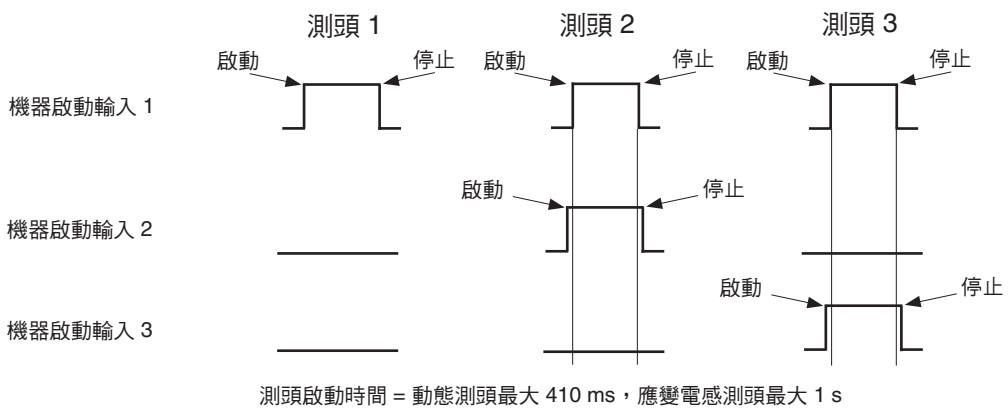 測頭 1 測頭 2 測頭 3
啟動 停止 啟動 停止 啟動 停止
機器啟動輸入 1
啟動 停止
機器啟動輸入 2
啟動 停止
機器啟動輸入 3
測頭啟動時間 = 動態測頭最大 410 ms，應變電感測頭最大 1 s